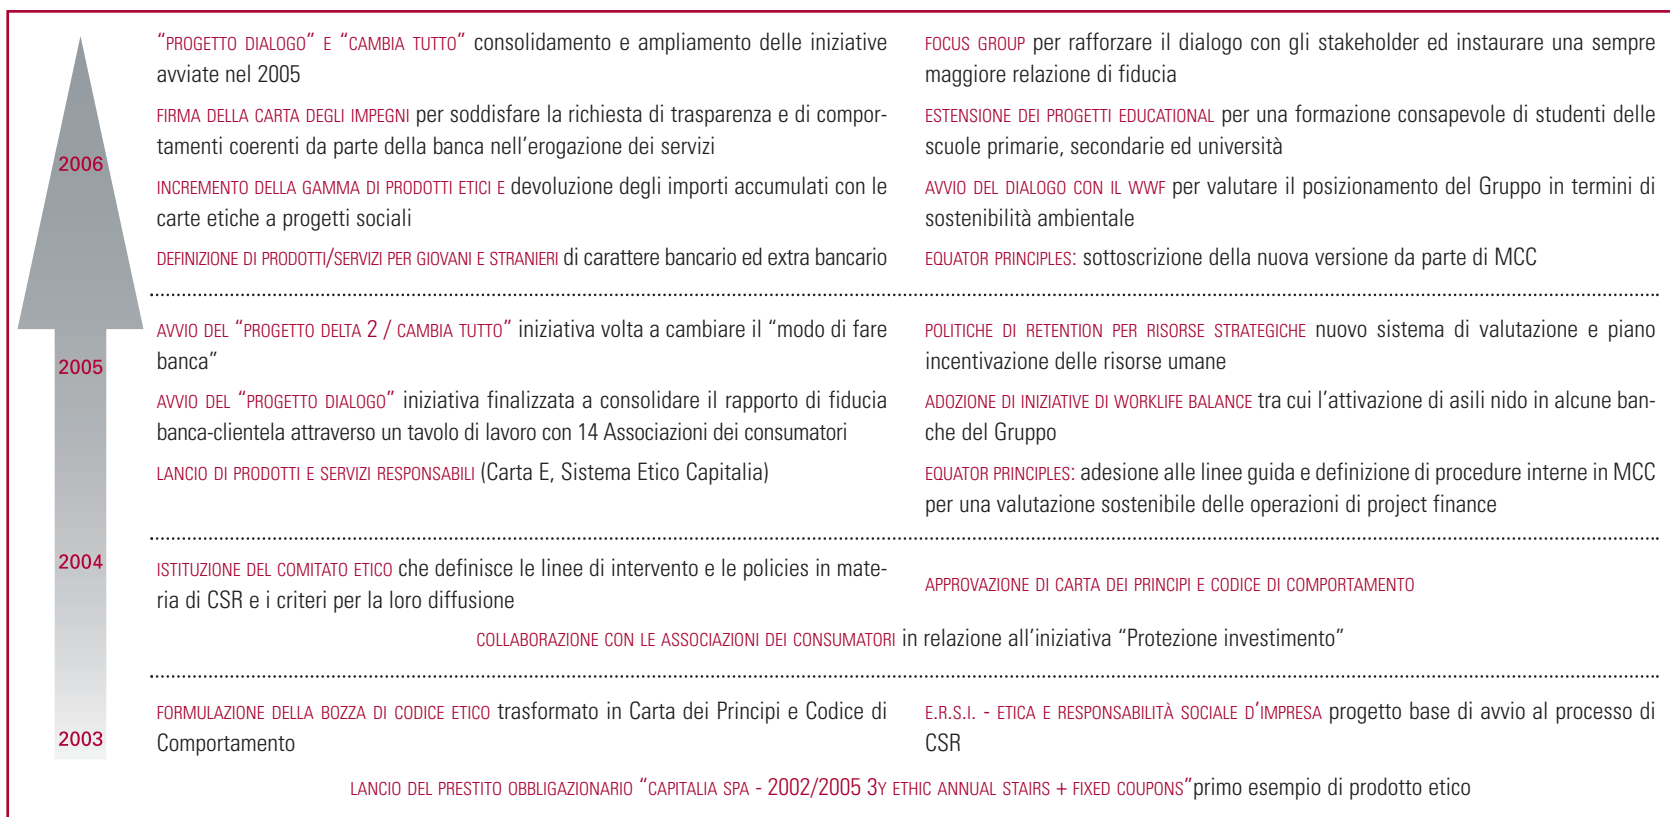 2006
"PROGETTO DIALOGO" E "CAMBIA TUTTO" consolidamento e ampliamento delle iniziative
avviate nel 2005
FIRMA DELLA CARTA DEGLI IMPEGNI per soddisfare la richiesta di trasparenza e di compor-
tamenti coerenti da parte della banca nell'erogazione dei servizi
INCREMENTO DELLA GAMMA DI PRODOTTI ETICI E devoluzione degli importi accumulati con le
carte etiche a progetti sociali
DEFINIZIONE DI PRODOTTI/SERVIZI PER GIOVANI E STRANIERI di carattere bancario ed extra bancario
FOCUS GROUP per rafforzare il dialogo con gli stakeholder ed instaurare una sempre
maggiore relazione di fiducia
ESTENSIONE DEI PROGETTI EDUCATIONAL per una formazione consapevole di studenti delle
scuole primarie, secondarie ed università
AVVIO DEL DIALOGO CON IL WWF per valutare il posizionamento del Gruppo in termini di
sostenibilità ambientale
EQUATOR PRINCIPLES: sottoscrizione della nuova versione da parte di MCC
2005
AVVIO DEL "PROGETTO DELTA 2 / CAMBIA TUTTO" iniziativa volta a cambiare il "modo di fare
banca"
AVVIO DEL "PROGETTO DIALOGO" iniziativa finalizzata a consolidare il rapporto di fiducia
banca-clientela attraverso un tavolo di lavoro con 14 Associazioni dei consumatori
LANCIO DI PRODOTTI E SERVIZI RESPONSABILI (Carta E, Sistema Etico Capitalia)
POLITICHE DI RETENTION PER RISORSE STRATEGICHE nuovo sistema di valutazione e piano
incentivazione delle risorse umane
ADOZIONE DI INIZIATIVE DI WORKLIFE BALANCE tra cui l'attivazione di asili nido in alcune ban-
che del Gruppo
EQUATOR PRINCIPLES: adesione alle linee guida e definizione di procedure interne in MCC
per una valutazione sostenibile delle operazioni di project finance
2004
ISTITUZIONE DEL COMITATO ETICO che definisce le linee di intervento e le policies in mate-
ria di CSR e i criteri per la loro diffusione
APPROVAZIONE DI CARTA DEI PRINCIPI E CODICE DI COMPORTAMENTO
COLLABORAZIONE CON LE ASSOCIAZIONI DEI CONSUMATORI in relazione all'iniziativa "Protezione investimento"
2003
FORMULAZIONE DELLA BOZZA DI CODICE ETICO trasformato in Carta dei Principi e Codice di
Comportamento
E.R.S.I. - ETICA E RESPONSABILITÀ SOCIALE D'IMPRESA progetto base di avvio al processo di
CSR
LANCIO DEL PRESTITO OBBLIGAZIONARIO "CAPITALIA SPA - 2002/2005 3Y ETHIC ANNUAL STAIRS + FIXED COUPONS"primo esempio di prodotto etico